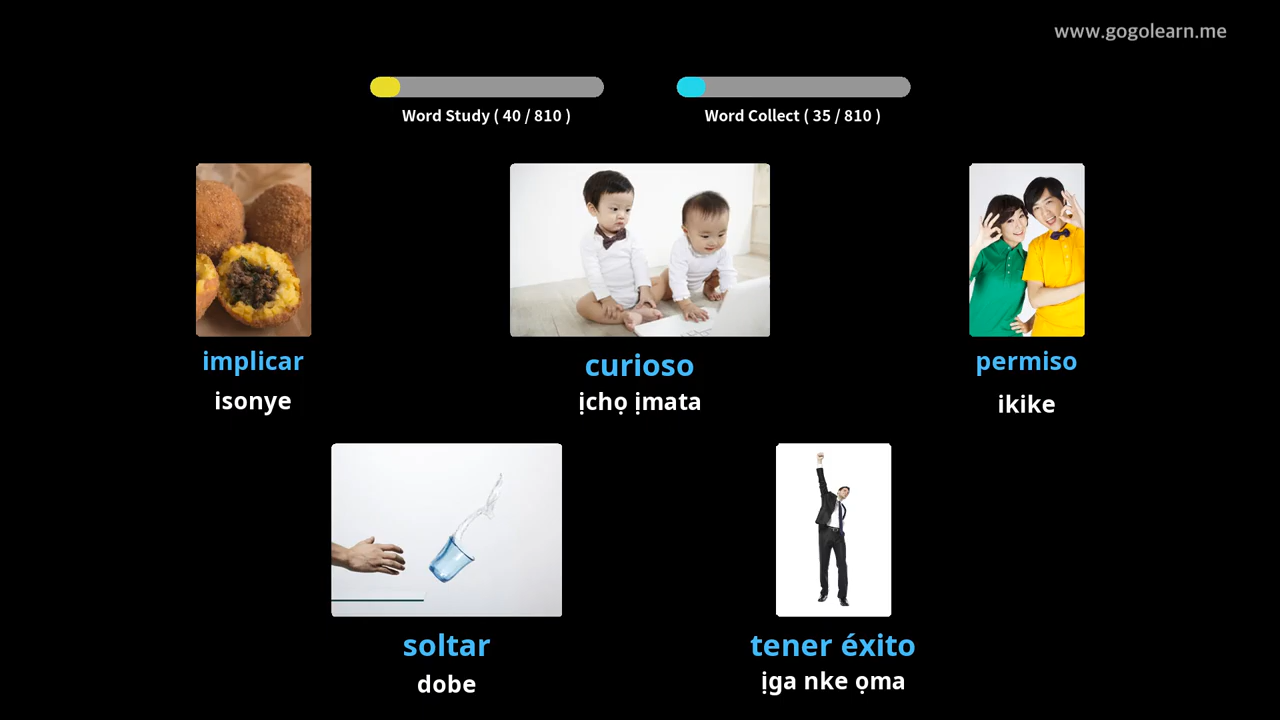 www.gogolearn.me
Word Study ( 40 / 810 )
Word Collect ( 35 / 810 )
implicar
isonye
curioso
ịchọ ịmata
permiso
ikike
soltar
dobe
tener éxito
ịga nke ọma